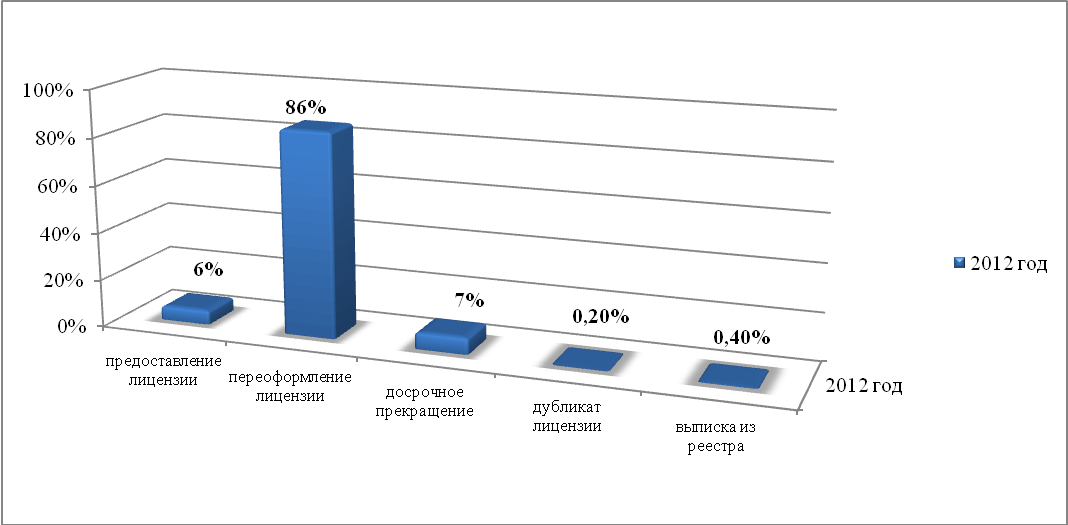 100%
80%
60%
40%
20%
0%
6%
86%
7%
0,20%
0,40%
предоставление
лицензии
переоформление
лицензии
досрочное
прекращение
дубликат
лицензии
выписка из
реестра
2012 год
2012 год